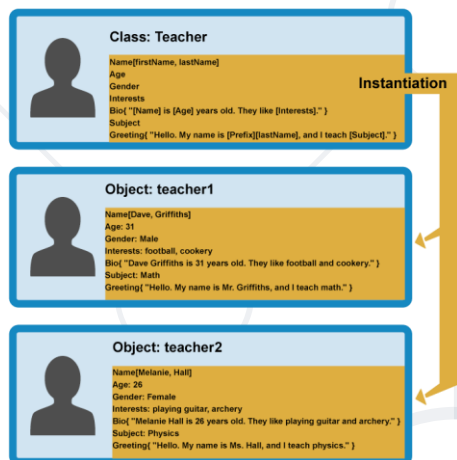 Class: Teacher
Name[firstName, lastName]
Age
Gender
Interests
Bio{ "[Name] is [Age] years old. They like [Interests]." }
Subject
Greeting{ "Hello. My name is [Prefix][lastName], and I teach [Subject]." }
Instantiation
Object: teacher1
Name[Dave, Griffiths]
Age: 31
Gender: Male
Interests: football, cookery
Bio{ "Dave Griffiths is 31 years old. They like football and cookery." }
Subject: Math
Greeting{ "Hello. My name is Mr. Griffiths, and I teach math." }
Object: teacher2
Name[Melanie, Hall]
Age: 26
Gender: Female
Interests: playing guitar, archery
Bio{ "Melanie Hall is 26 years old. They like playing guitar and archery." }
Subject: Physics
Greeting{ "Hello. My name is Ms. Hall, and I teach physics." }